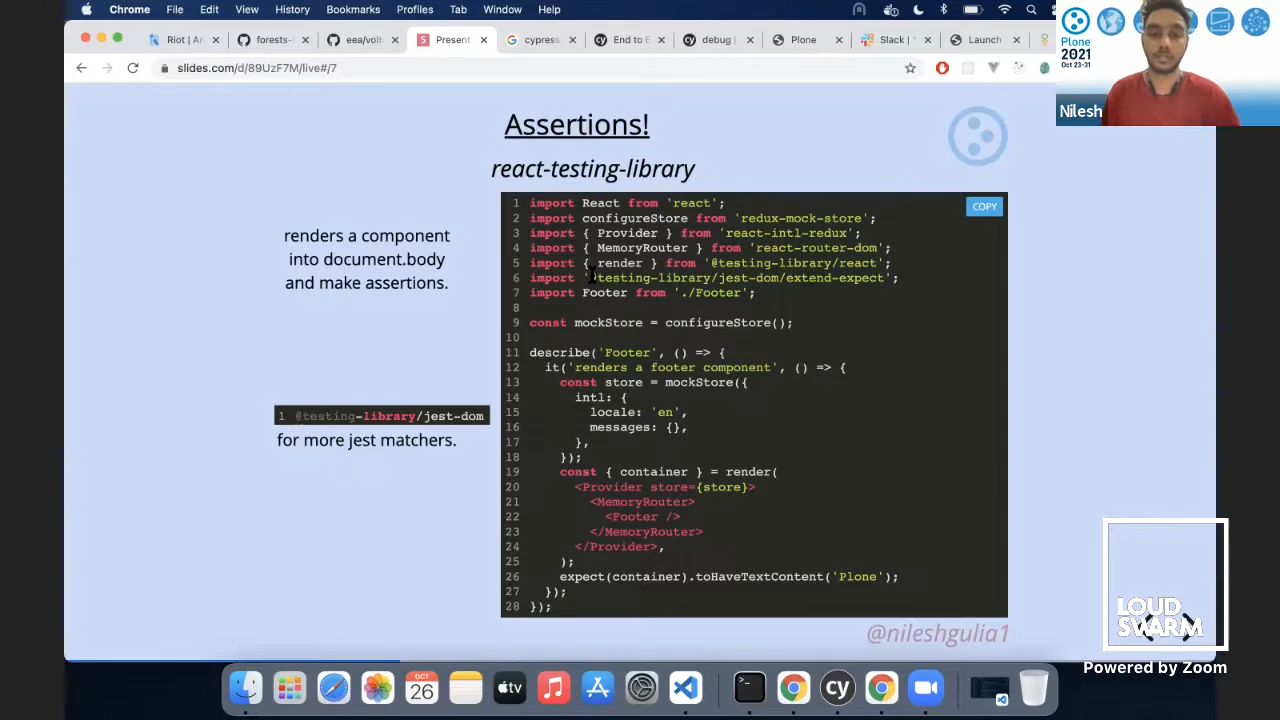 Chrome File Edit View History Bookmarks Profiles Tab Window Help
Riot | A
forests-
eea/volt
Present
cypress
End to E
debug |
Plone
Slack |
Launch
slides.com/d/89UzF7M/live#/7
Plone
2021
Oct 23-31
Nilesh
Assertions!
react-testing-library
renders a component
into document.body
and make assertions.
1 @testing-library/jest-dom
for more jest matchers.
COPY
1 import React from 'react';
2 import configureStore from 'redux-mock-store';
3 import { Provider } from 'react-intl-redux';
4 import { MemoryRouter } from 'react-router-dom';
5 import { render } from '@testing-library/react';
6 import '@testing-library/jest-dom/extend-expect';
7 import Footer from './Footer';
8
9 const mockStore = configureStore();
10
11 describe('Footer', () => {
12 it('renders a footer component', () => {
13 const store = mockStore({
14 intl: {
15 locale: 'en',
16 messages: {},
17 },
18 });
19 const { container } = render(
20 <Provider store={store}>
21 <MemoryRouter>
22 <Footer />
23 </MemoryRouter>
24 </Provider>,
25 );
26 expect(container).toHaveTextContent('Plone');
27 });
28 });
@nileshgulia1
LOUD
SWARM
Powered by Zoom
OCT
26
tv
cy